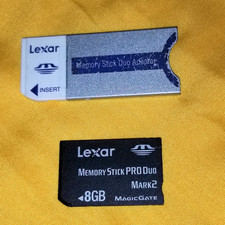 Lexar
Memory Stick Duo Adaptor
◄ INSERT
Lexar
MEMORY STICK PRO DUO
MARK2
◄8GB
MAGICGATE